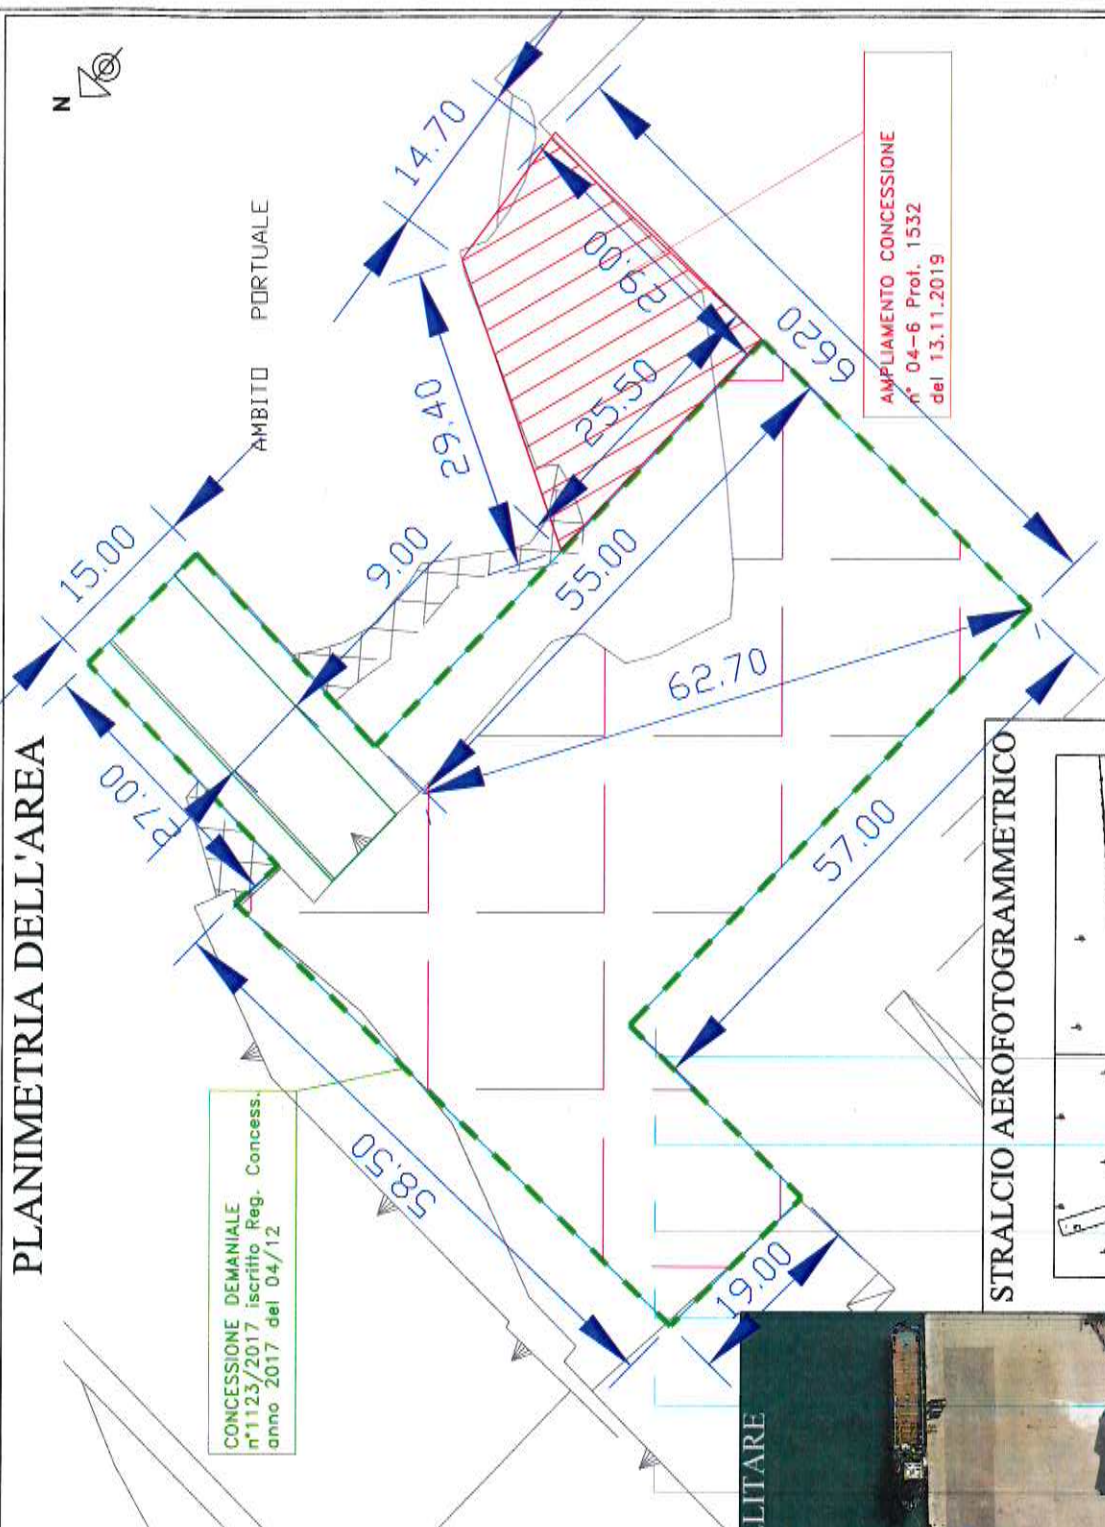 PLANIMETRIA DELL'AREA
N
AMBITO PORTUALE
14.70
15.00
29.40
29.00
25.50
9.00
27.00
55.00
6620
62.70
57.00
58.50
19.00
AMPLIAMENTO CONCESSIONE
n° 04-6 Prot. 1532
del 13.11.2019
CONCESSIONE DEMANIALE
n°1123/2017 iscritto Reg. Concess.
anno 2017 del 04/12
STRALCIO AEROFOTOGRAMMETRICO
LITARE